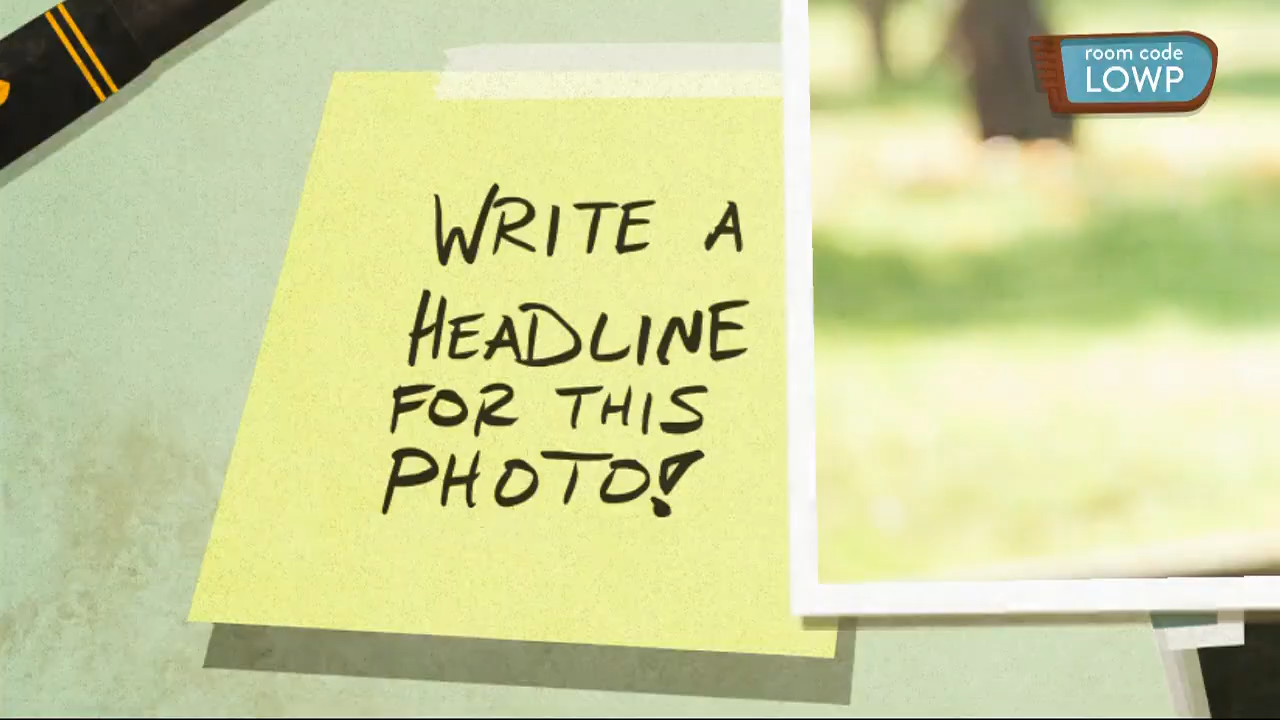 WRITE A
HEADLINE
FOR THIS
PHOTO!
room code
LOWP